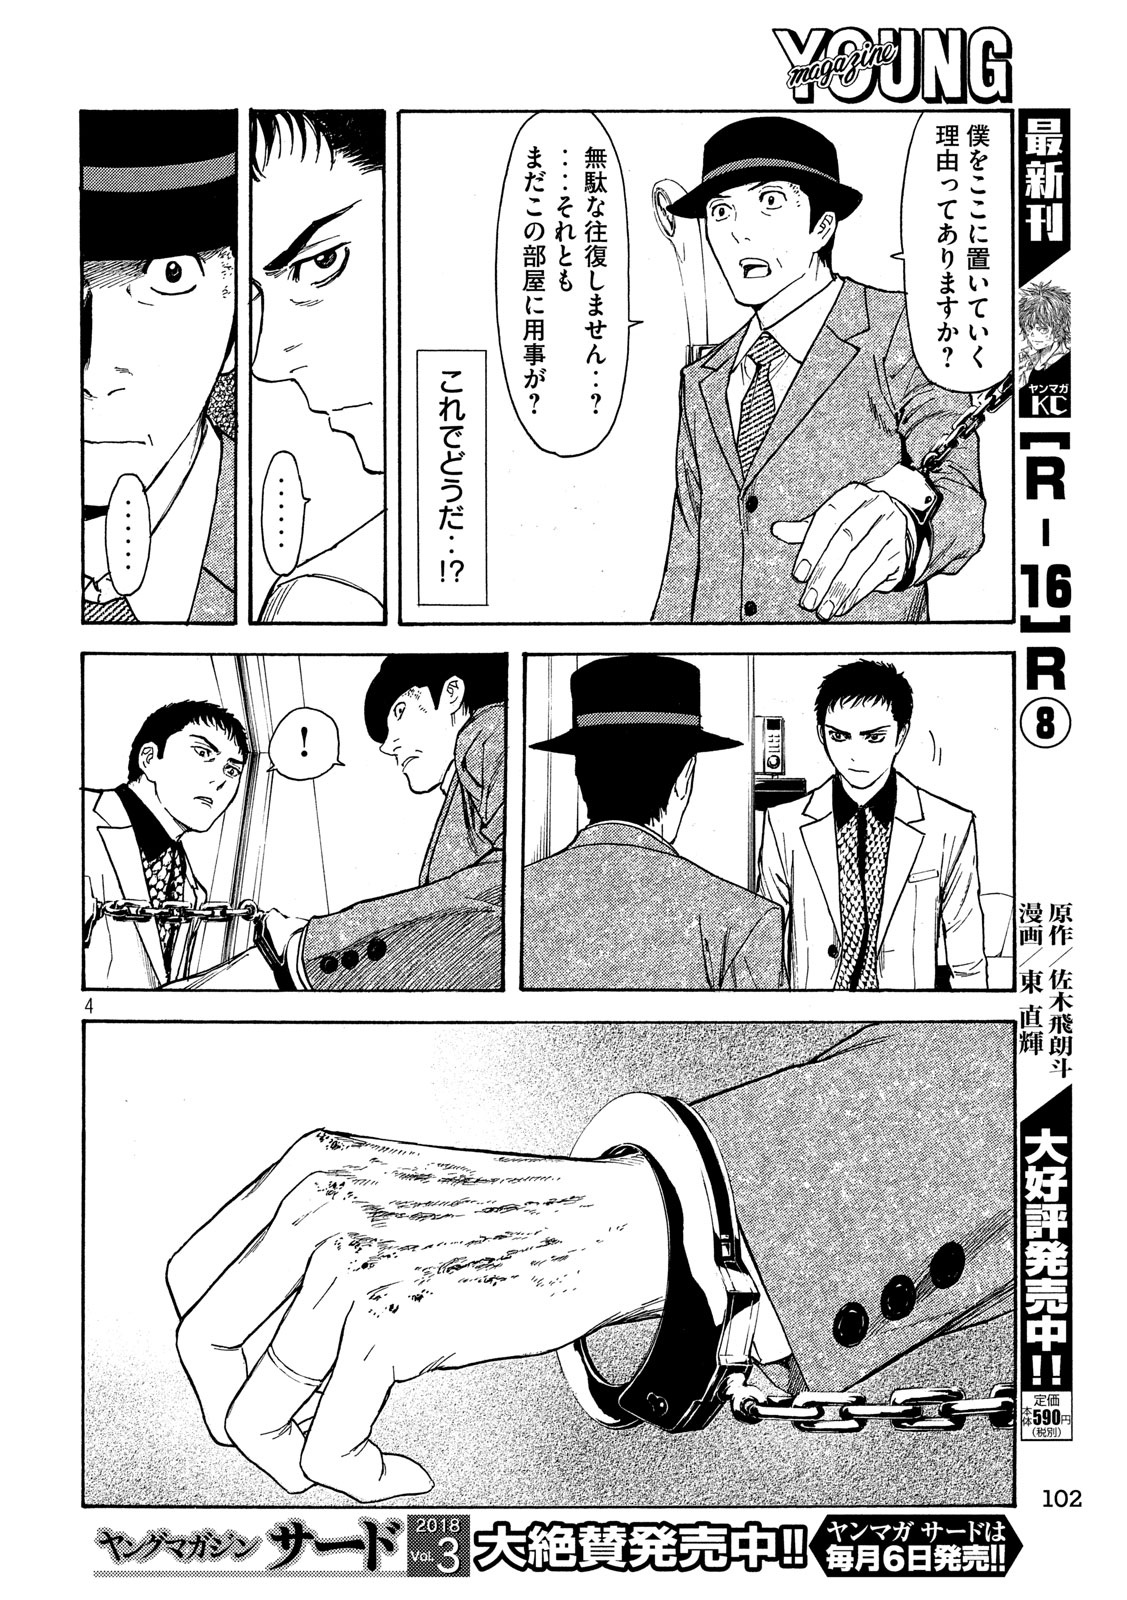 YOUNG
magazine
僕をここに置いていく
理由ってありますか?
無駄な往復しません‥?
‥‥それとも
まだこの部屋に用事が?
これでどうだ‥!?
‥‥‥
‥‥‥‥
!
4
最新刊
ヤンマガ
KC
【R-16】R
8
原作/佐木飛朗斗
漫画/東直輝
大好評発売中!!
定価
本体590円
(税別)
102
ヤングマガジン サード
2018
Vol.3
大絶賛発売中!!
ヤンマガ サードは
毎月6日発売!!